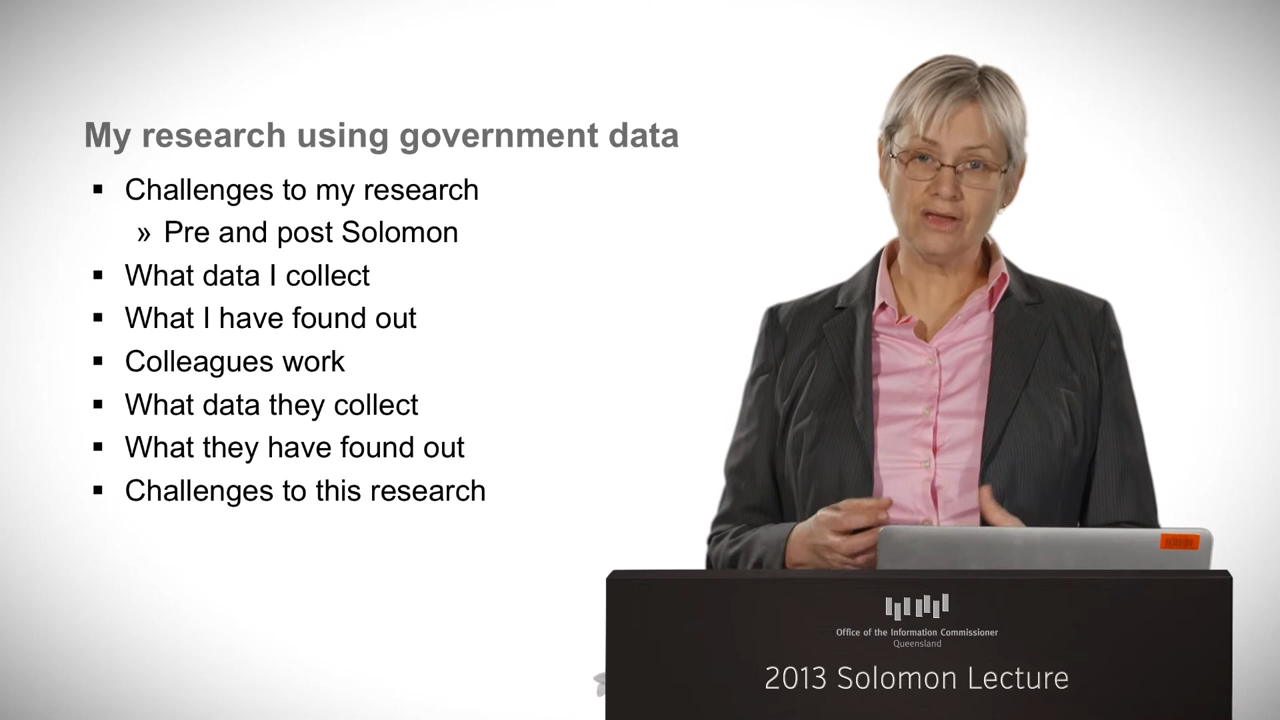 My research using government data
▪ Challenges to my research
» Pre and post Solomon
▪ What data I collect
▪ What I have found out
▪ Colleagues work
▪ What data they collect
▪ What they have found out
▪ Challenges to this research
Office of the Information Commissioner
Queensland
2013 Solomon Lecture